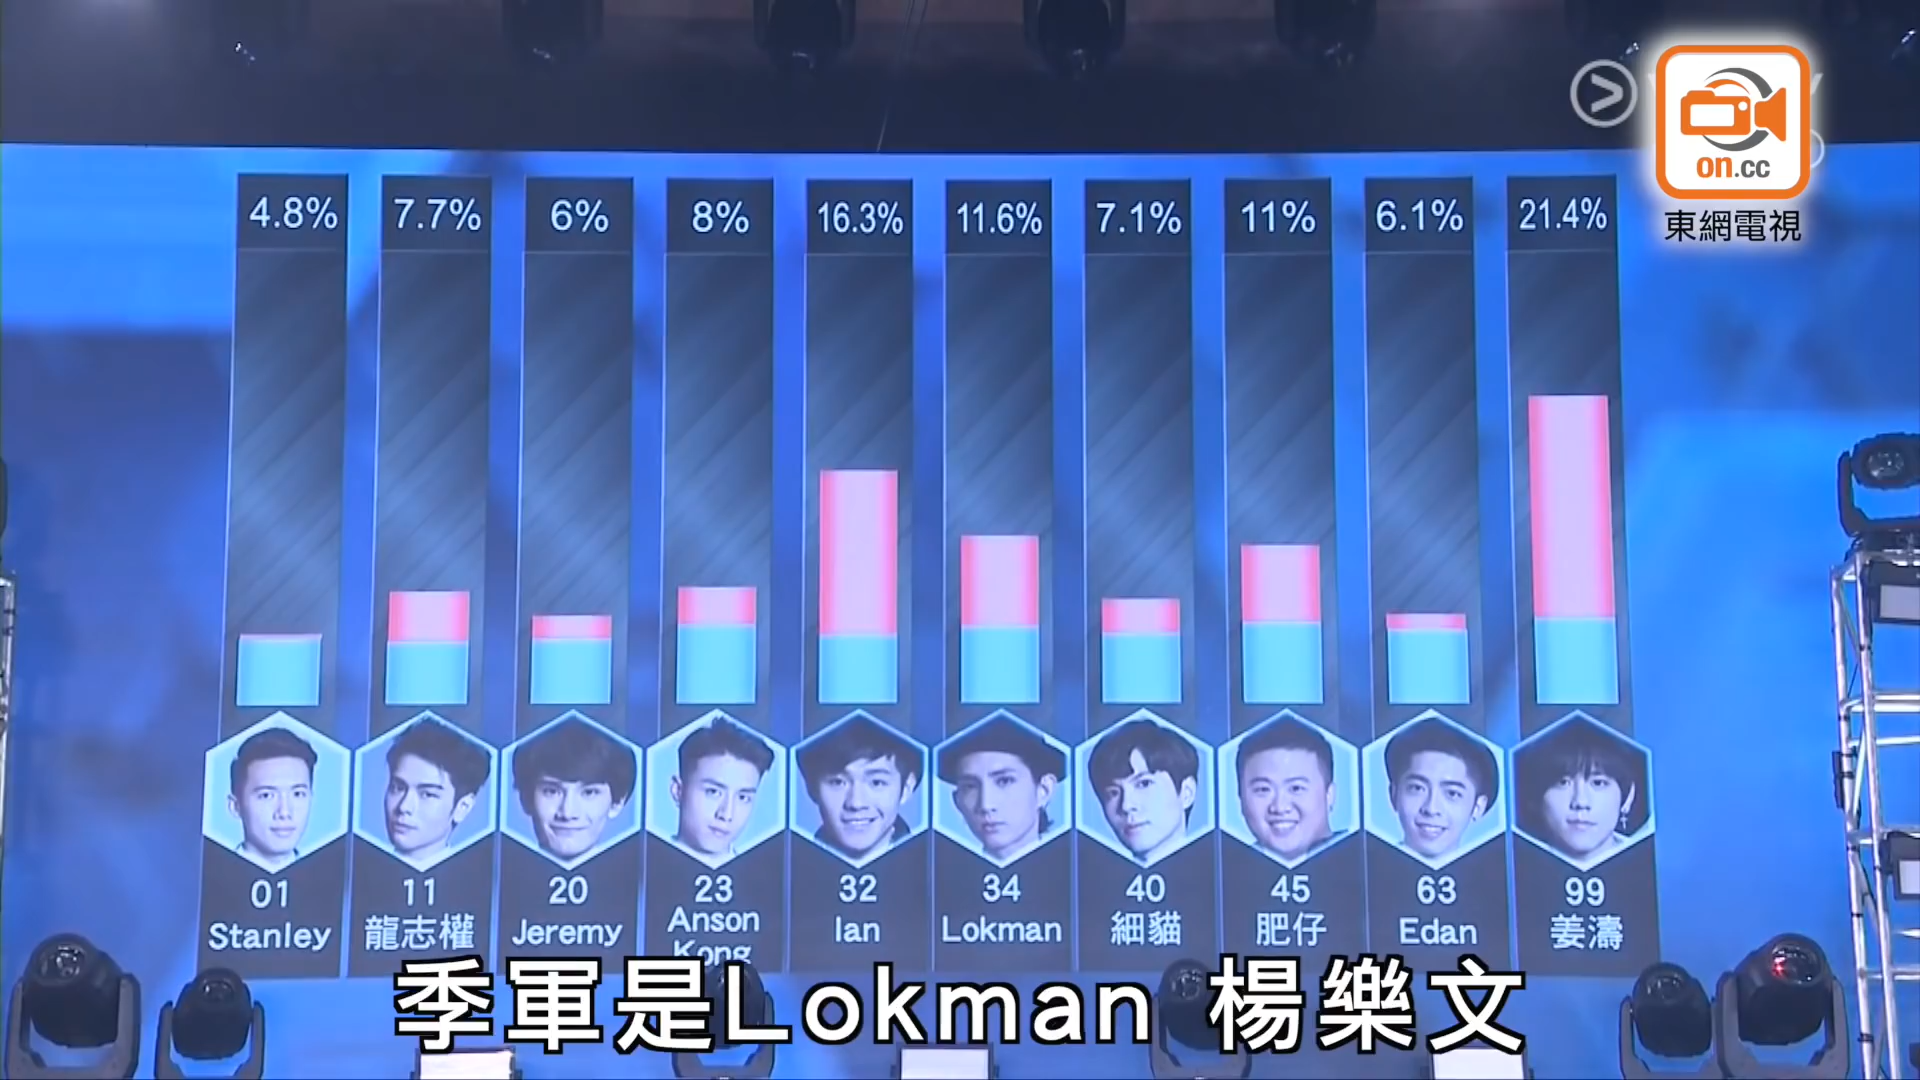 on.cc
東網電視
4.8% 7.7% 6% 8% 16.3% 11.6% 7.1% 11% 6.1% 21.4%
01 11 20 23 32 34 40 45 63 99
Stanley 龍志權 Jeremy Anson Kong Ian Lokman 細貓 肥仔 Edan 姜濤
季軍是Lokman 楊樂文